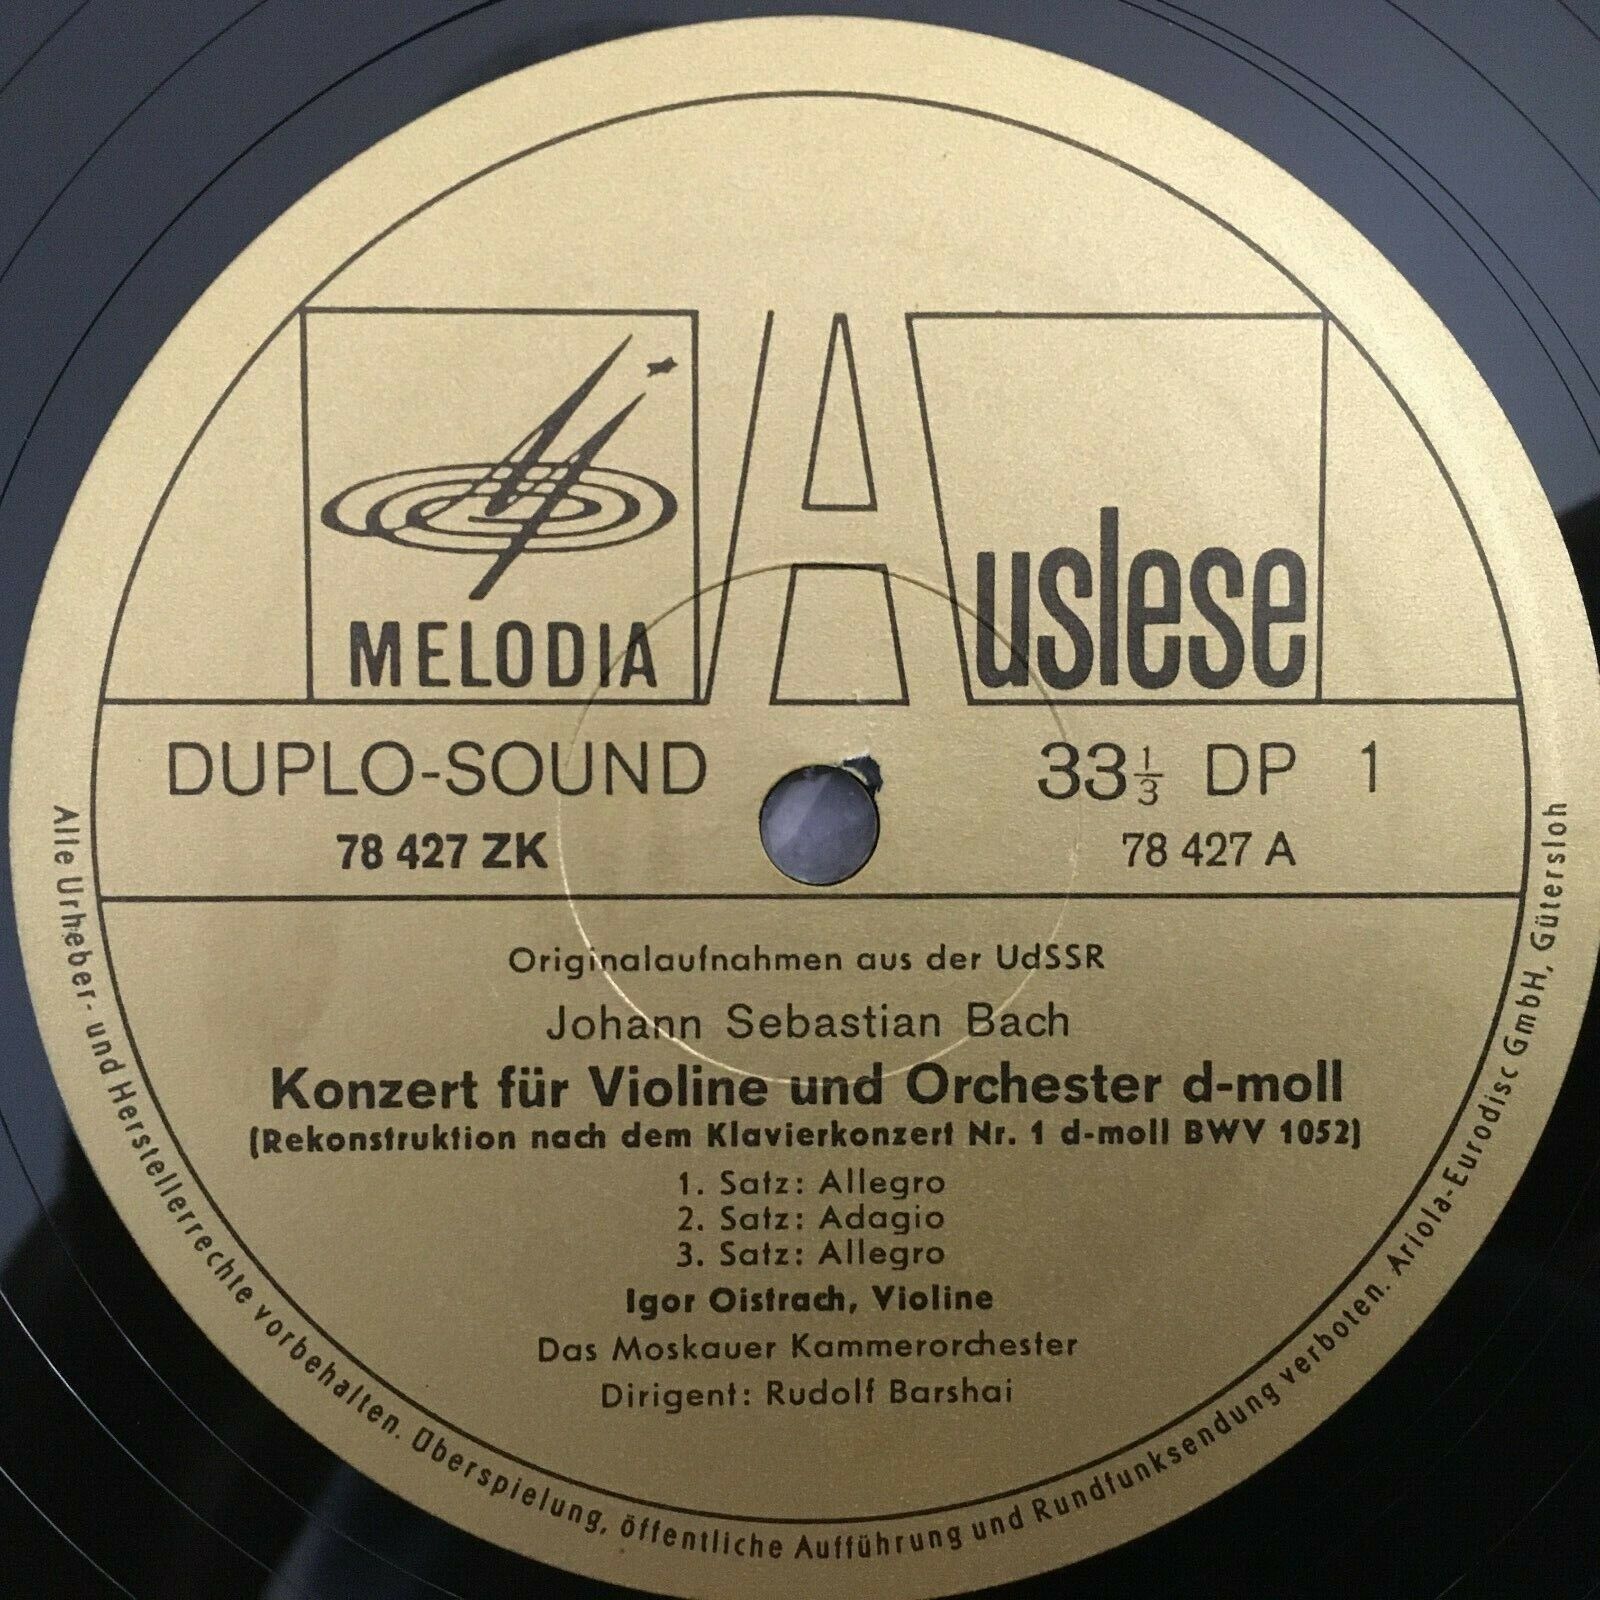 MELODIA
Auslese
DUPLO-SOUND
33⅓ DP 1
78 427 ZK
78 427 A
Originalaufnahmen aus der UdSSR
Johann Sebastian Bach
Konzert für Violine und Orchester d-moll
(Rekonstruktion nach dem Klavierkonzert Nr. 1 d-moll BWV 1052)
1. Satz: Allegro
2. Satz: Adagio
3. Satz: Allegro
Igor Oistrach, Violine
Das Moskauer Kammerorchester
Dirigent: Rudolf Barshai
Alle Urheber- und Herstellerrechte vorbehalten. Überspielung, öffentliche Aufführung und Rundfunksendung verboten. Ariola-Eurodisc GmbH, Gütersloh